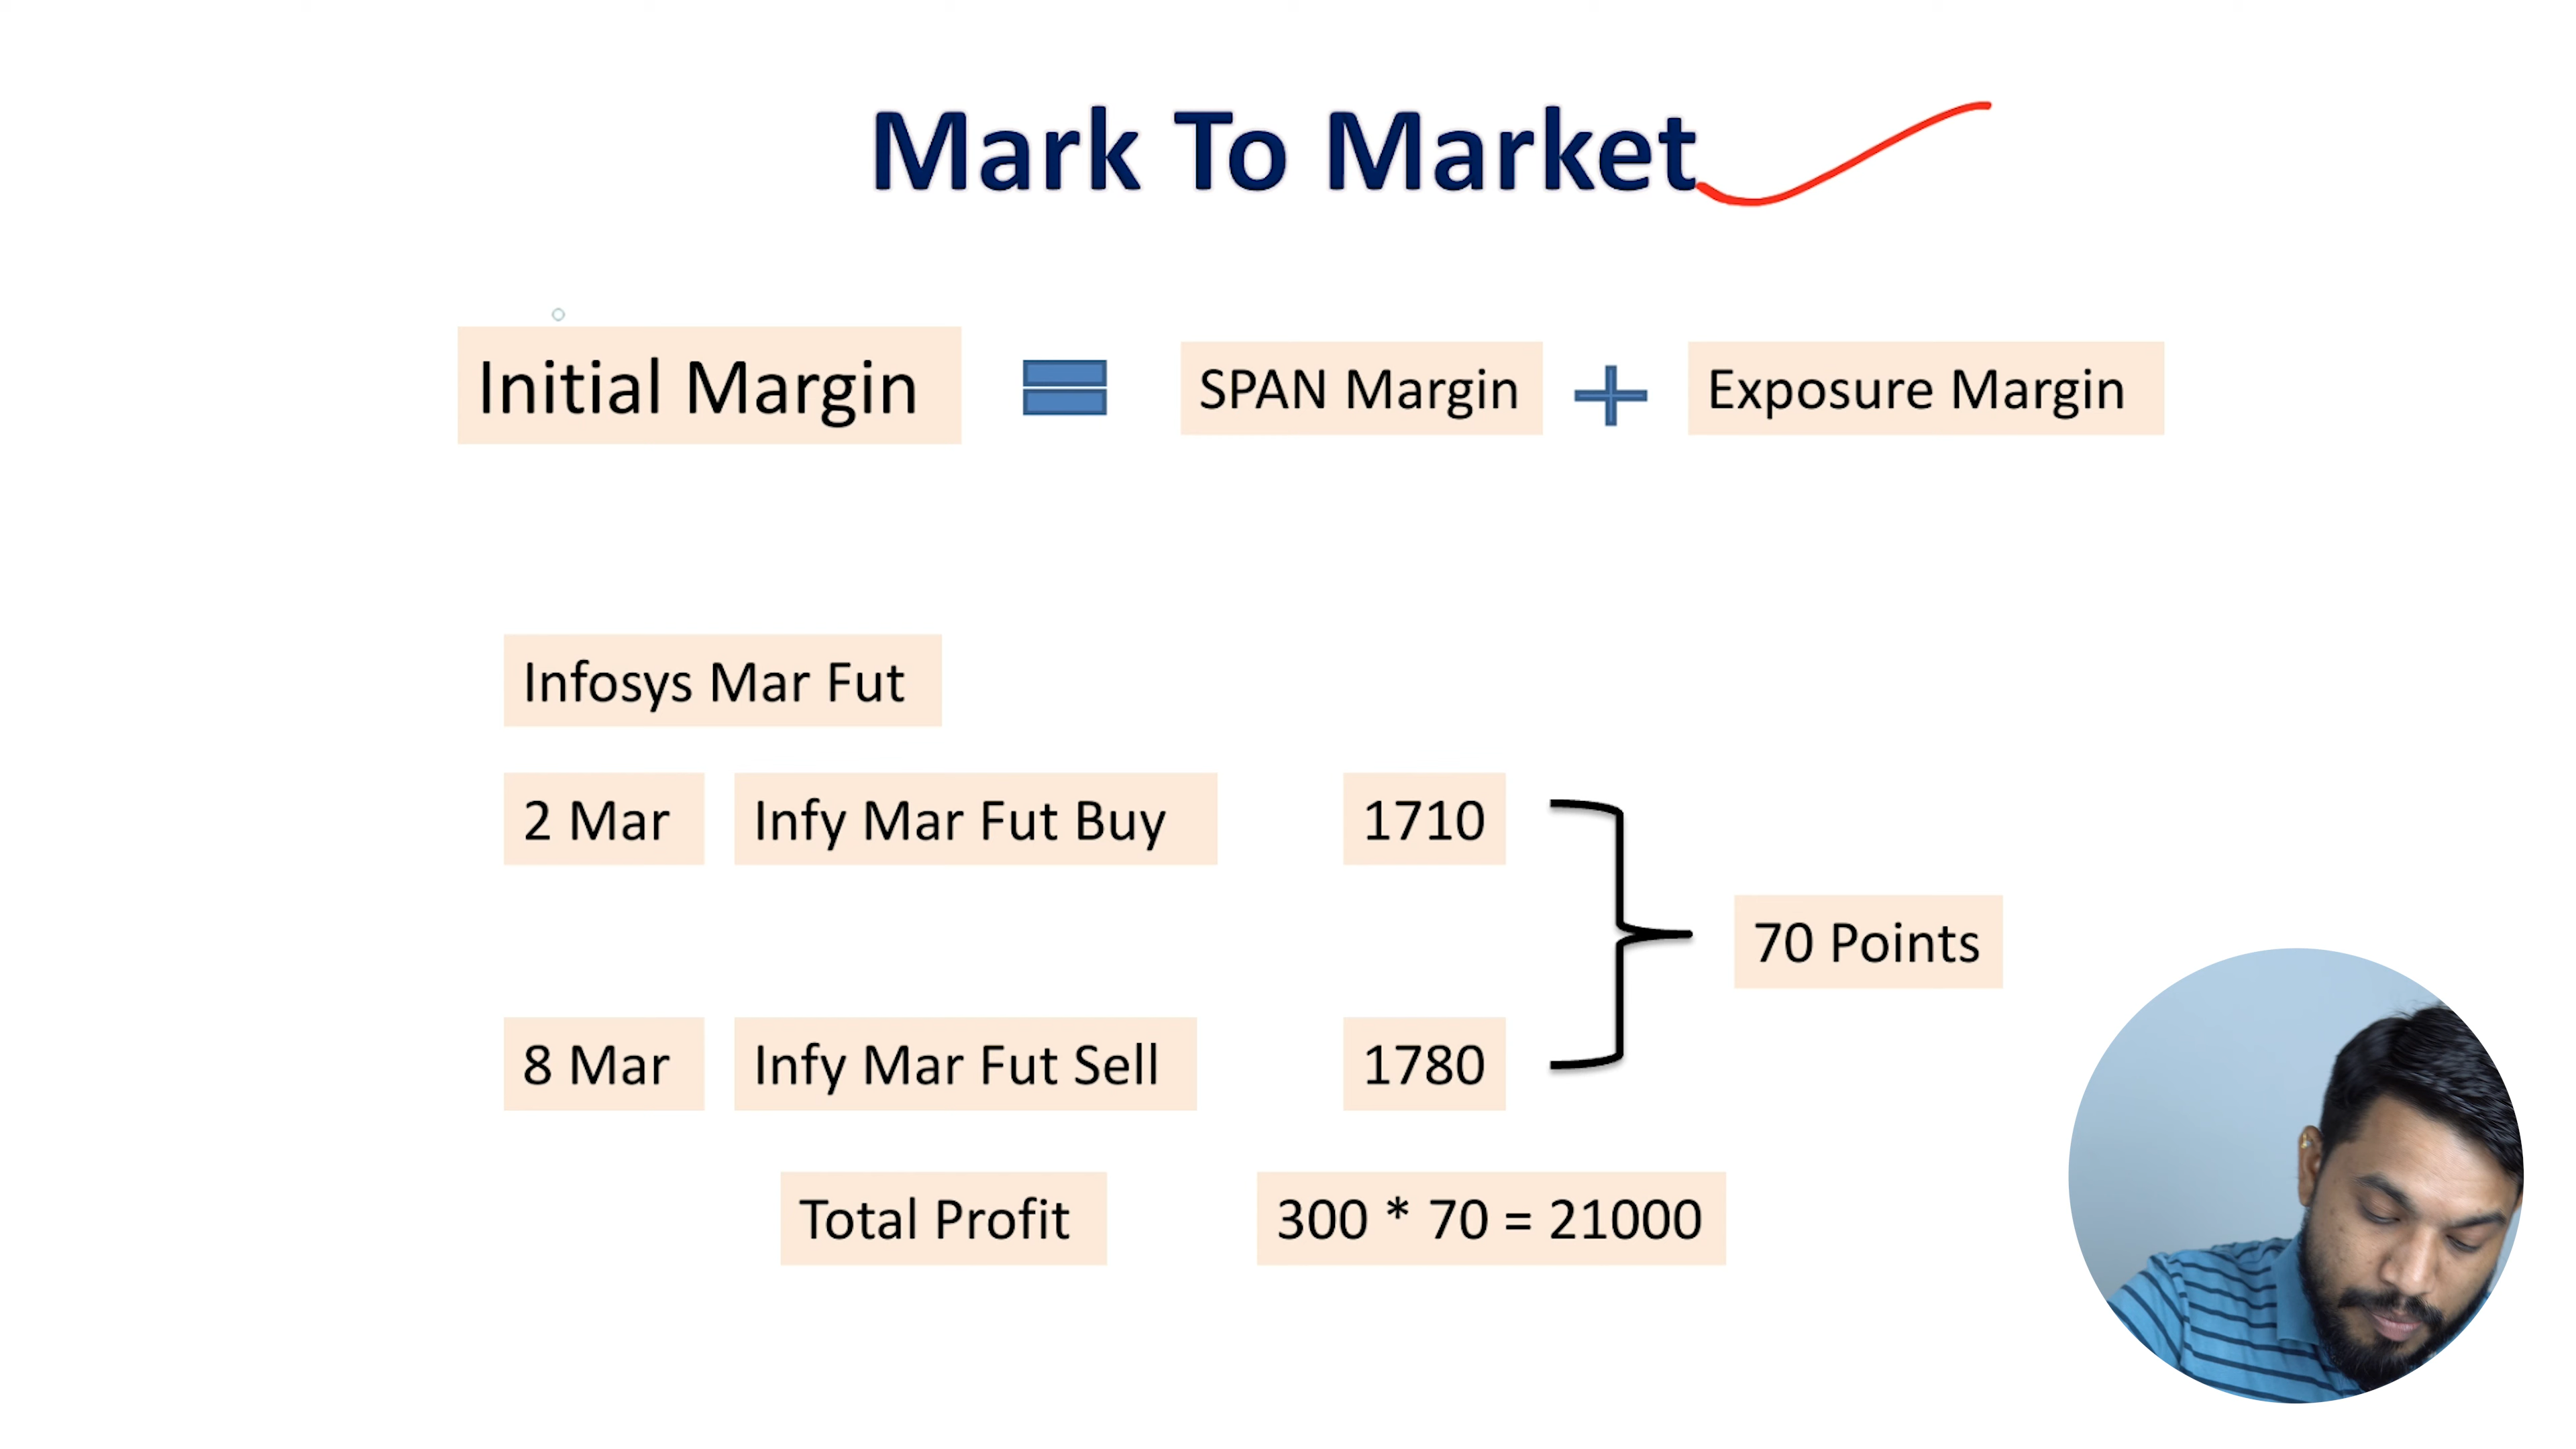 Mark To Market
Initial Margin
SPAN Margin
Exposure Margin
Infosys Mar Fut
2 Mar Infy Mar Fut Buy 1710
70 Points
8 Mar Infy Mar Fut Sell 1780
Total Profit 300 * 70 = 21000